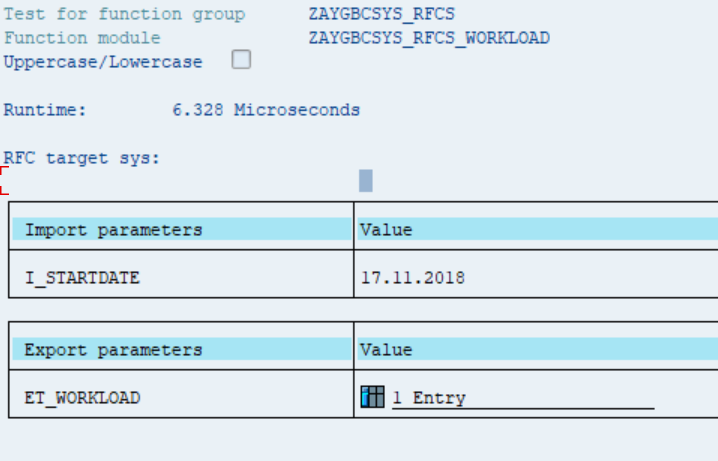 Test for function group ZAYGBCSYS_RFCS
Function module ZAYGBCSYS_RFCS_WORKLOAD
Uppercase/Lowercase
Runtime: 6.328 Microseconds
RFC target sys:
Import parameters Value
I_STARTDATE 17.11.2018
Export parameters Value
ET_WORKLOAD 1 Entry